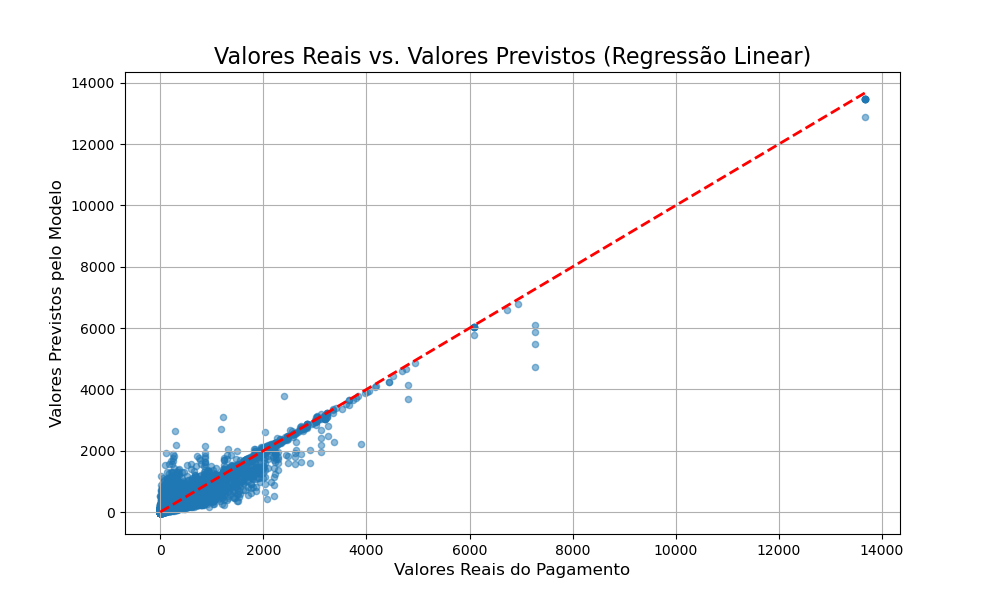 Valores Reais vs. Valores Previstos (Regressão Linear)
14000
12000
10000
8000
6000
4000
2000
0
Valores Previstos pelo Modelo
0 2000 4000 6000 8000 10000 12000 14000
Valores Reais do Pagamento